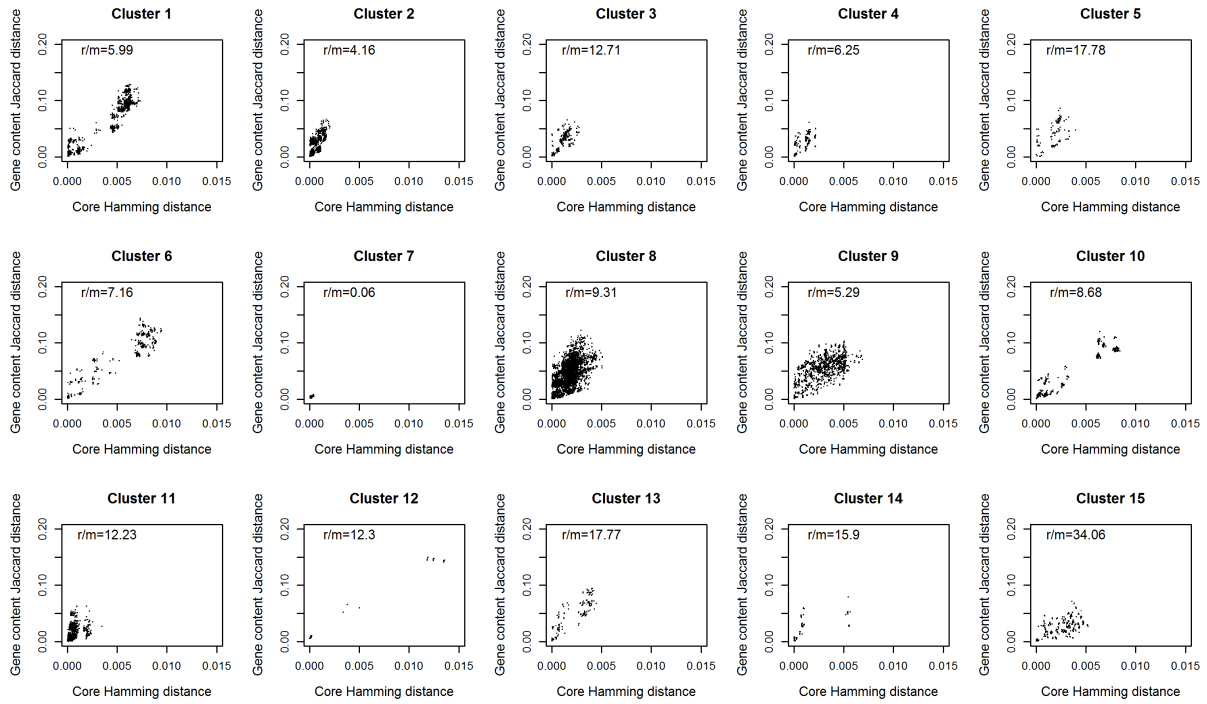 Cluster 1
r/m=5.99
Gene content Jaccard distance
0.00 0.10 0.20
0.000 0.005 0.010 0.015
Core Hamming distance
Cluster 2
r/m=4.16
Gene content Jaccard distance
0.00 0.10 0.20
0.000 0.005 0.010 0.015
Core Hamming distance
Cluster 3
r/m=12.71
Gene content Jaccard distance
0.00 0.10 0.20
0.000 0.005 0.010 0.015
Core Hamming distance
Cluster 4
r/m=6.25
Gene content Jaccard distance
0.00 0.10 0.20
0.000 0.005 0.010 0.015
Core Hamming distance
Cluster 5
r/m=17.78
Gene content Jaccard distance
0.00 0.10 0.20
0.000 0.005 0.010 0.015
Core Hamming distance
Cluster 6
r/m=7.16
Gene content Jaccard distance
0.00 0.10 0.20
0.000 0.005 0.010 0.015
Core Hamming distance
Cluster 7
r/m=0.06
Gene content Jaccard distance
0.00 0.10 0.20
0.000 0.005 0.010 0.015
Core Hamming distance
Cluster 8
r/m=9.31
Gene content Jaccard distance
0.00 0.10 0.20
0.000 0.005 0.010 0.015
Core Hamming distance
Cluster 9
r/m=5.29
Gene content Jaccard distance
0.00 0.10 0.20
0.000 0.005 0.010 0.015
Core Hamming distance
Cluster 10
r/m=8.68
Gene content Jaccard distance
0.00 0.10 0.20
0.000 0.005 0.010 0.015
Core Hamming distance
Cluster 11
r/m=12.23
Gene content Jaccard distance
0.00 0.10 0.20
0.000 0.005 0.010 0.015
Core Hamming distance
Cluster 12
r/m=12.3
Gene content Jaccard distance
0.00 0.10 0.20
0.000 0.005 0.010 0.015
Core Hamming distance
Cluster 13
r/m=17.77
Gene content Jaccard distance
0.00 0.10 0.20
0.000 0.005 0.010 0.015
Core Hamming distance
Cluster 14
r/m=15.9
Gene content Jaccard distance
0.00 0.10 0.20
0.000 0.005 0.010 0.015
Core Hamming distance
Cluster 15
r/m=34.06
Gene content Jaccard distance
0.00 0.10 0.20
0.000 0.005 0.010 0.015
Core Hamming distance